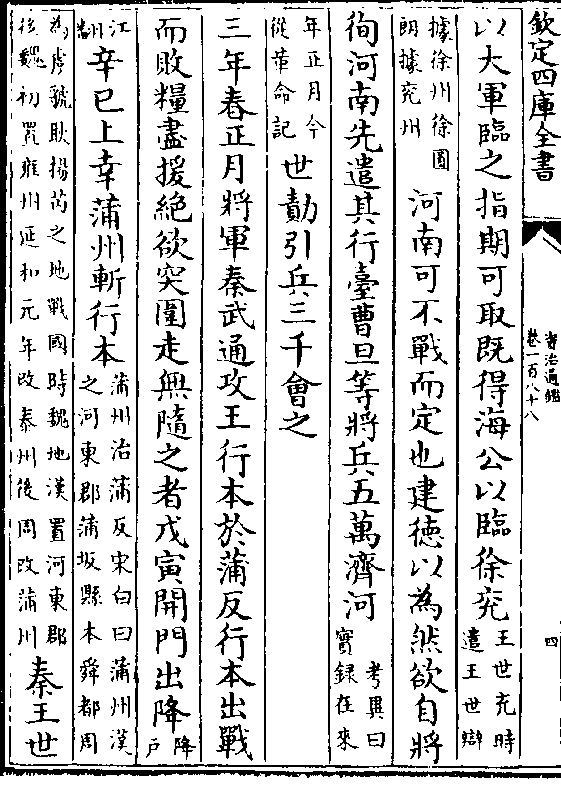 欽定四庫全書
資治通鑑
卷一百八十八
四
以大軍臨之指期可取既得海公以臨徐兖王世充時遣王世辯
據徐州徐圓朗據兖州河南可不戰而定也建德以為然欲自將
徇河南先遣其行臺曹旦等將兵五萬濟河考異曰實録在來
年正月今從革命記世勣引兵三千會之
三年春正月將軍秦武通攻王行本於蒲反行本出戰
而敗糧盡援絶欲突圍走無隨之者戊寅開門出降降户
江翻辛巳上幸蒲州斬行本蒲州治蒲反宋白曰蒲州漢之河東郡蒲坂縣本舜都周
為虞虢耿揚芮之地戰國時魏地漢置河東郡後魏初置雍州延和元年改泰州後周改蒲州秦王世